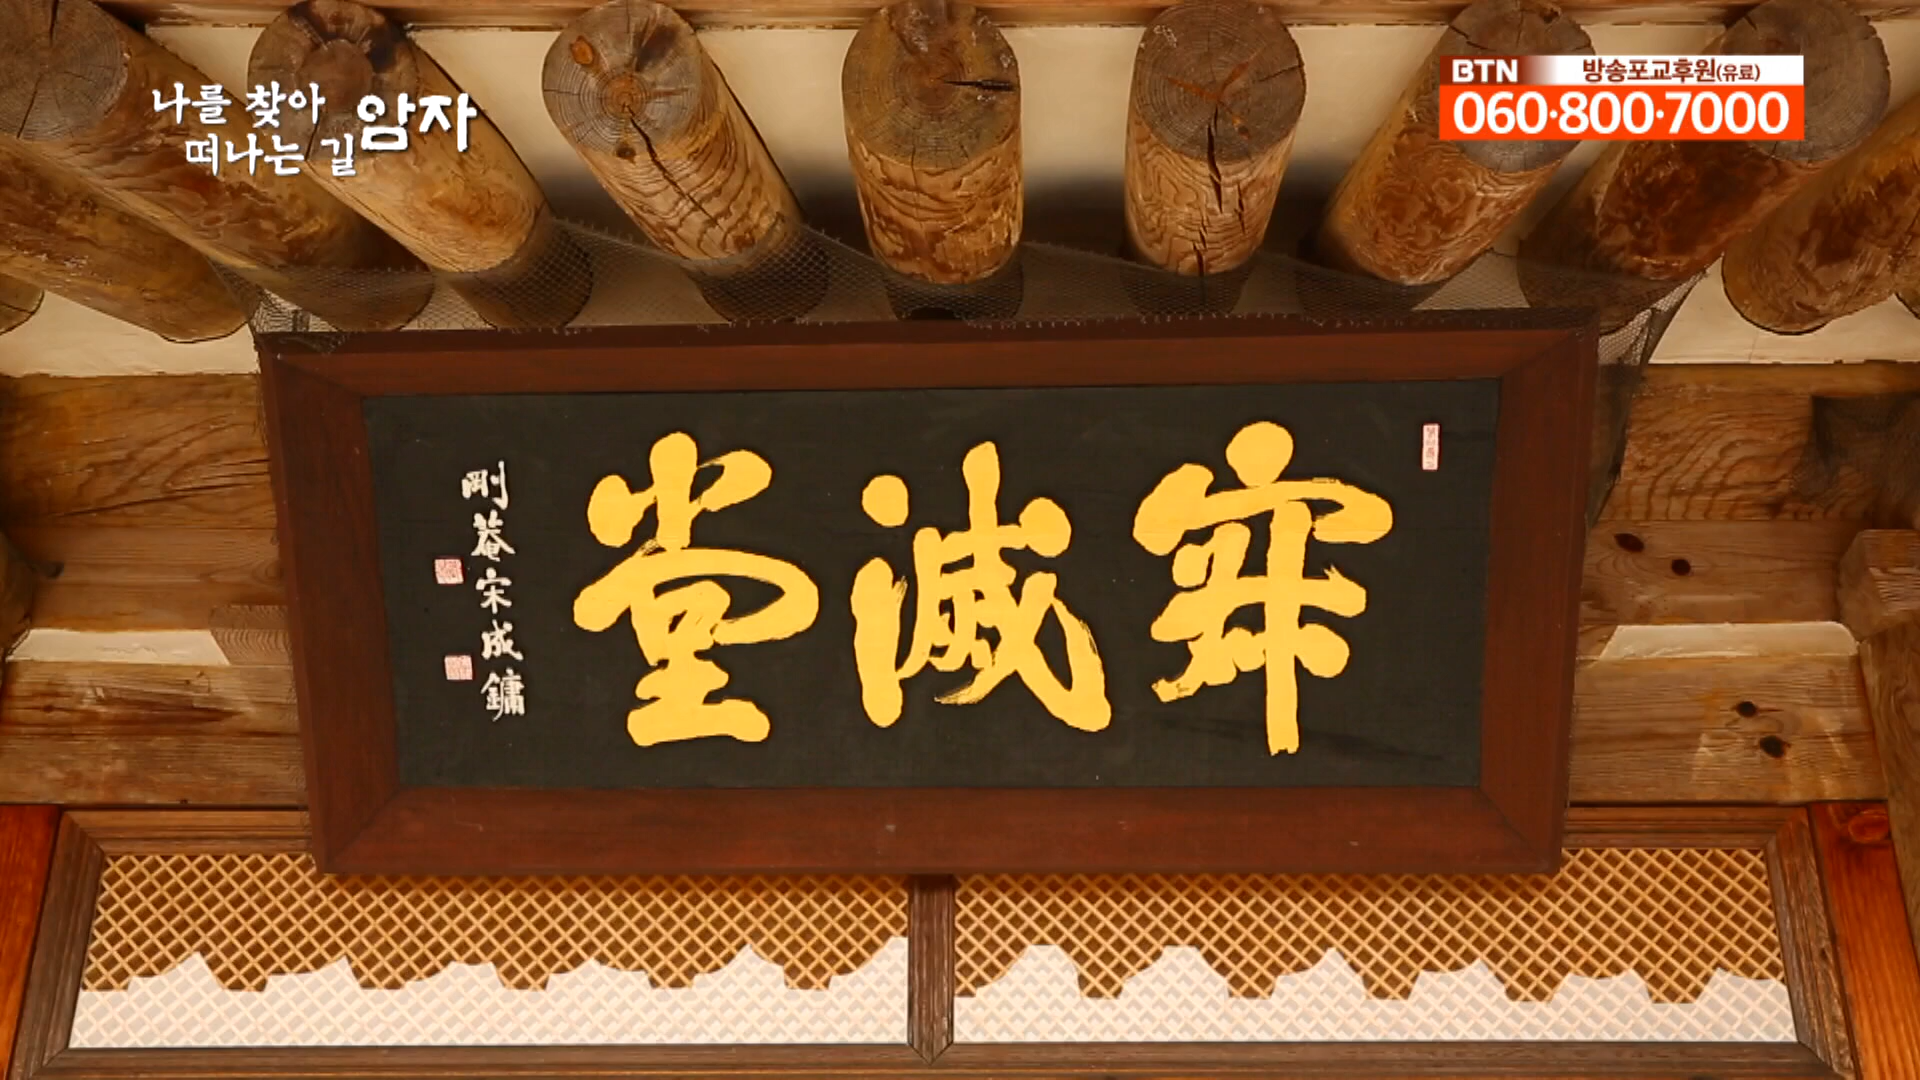 나를 찾아
떠나는 길
암자
BTN 방송포교후원(유료)
060·800·7000
堂滅寂
剛菴宋成鏞